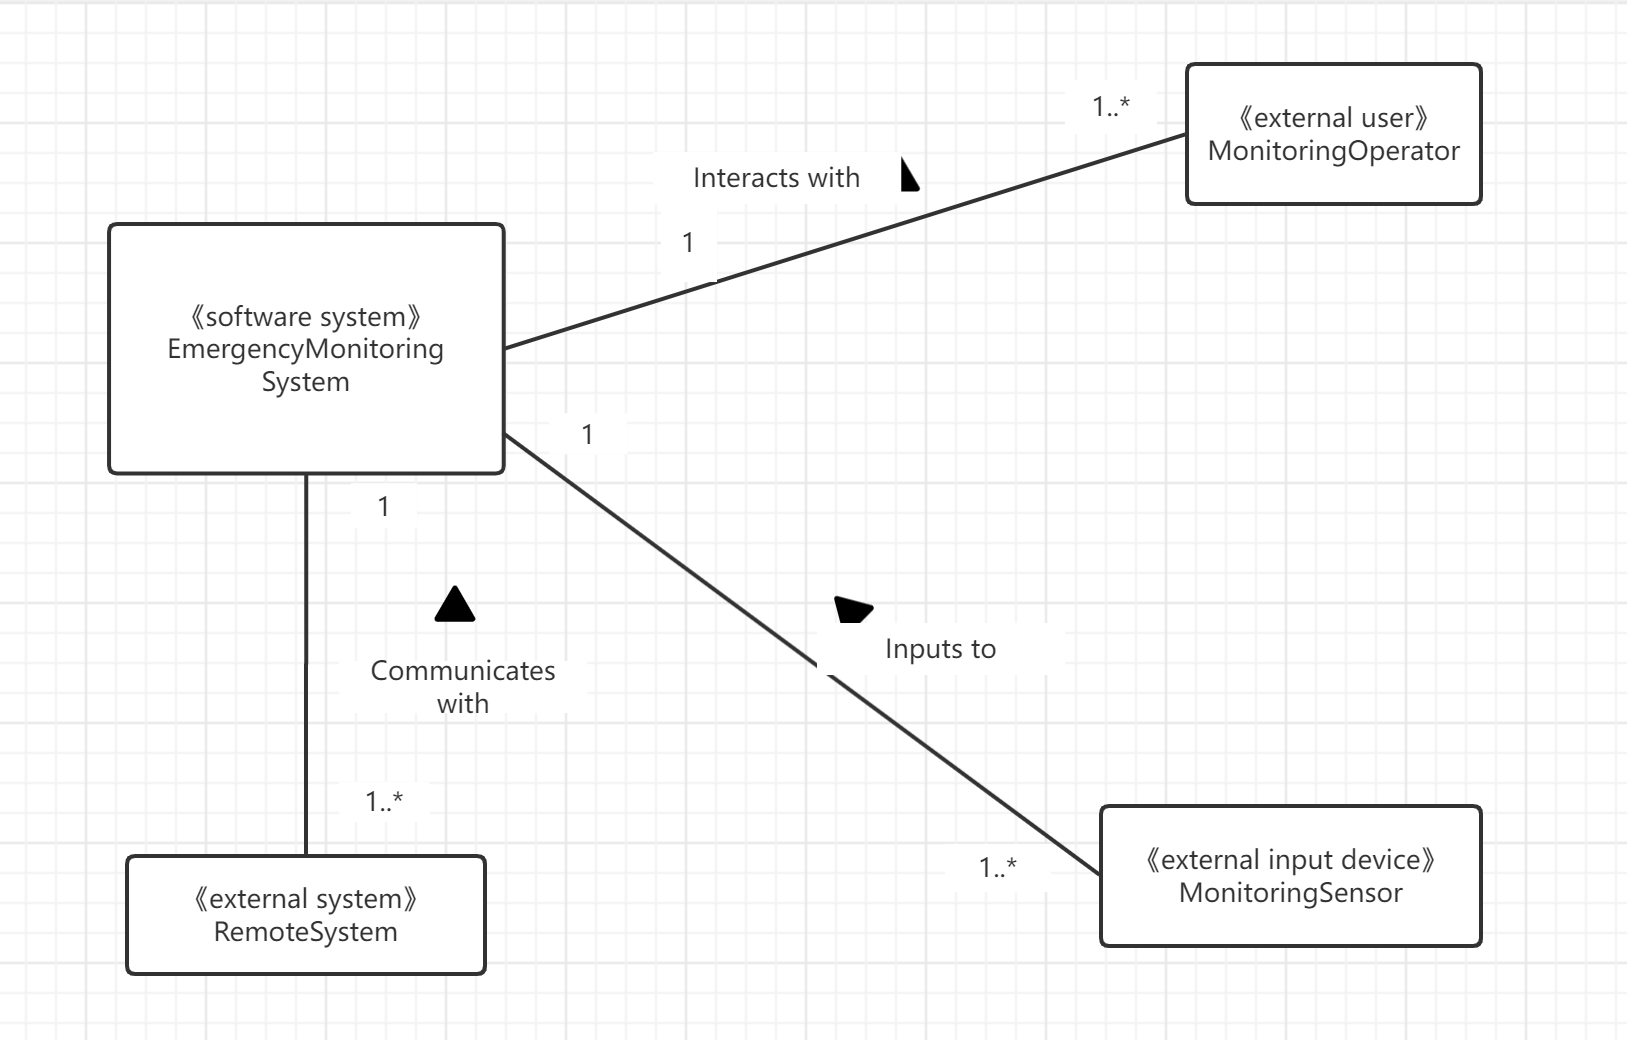 1..*
《external user》
MonitoringOperator
Interacts with
1
《software system》
EmergencyMonitoring
System
1
1
Communicates
with
Inputs to
1..*
1..*
《external system》
RemoteSystem
《external input device》
MonitoringSensor